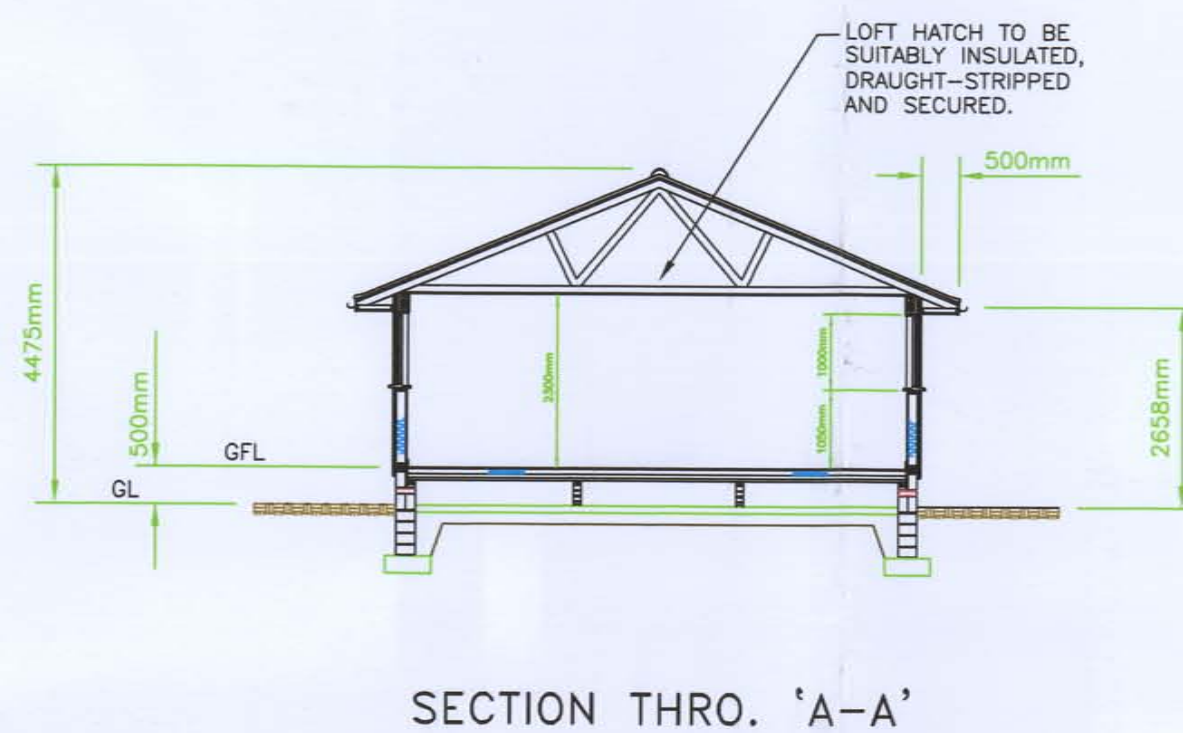 LOFT HATCH TO BE
SUITABLY INSULATED,
DRAUGHT-STRIPPED
AND SECURED.
500mm
4475mm
500mm
GFL
GL
2300mm
1000mm
1050mm
2658mm
SECTION THRO. 'A-A'